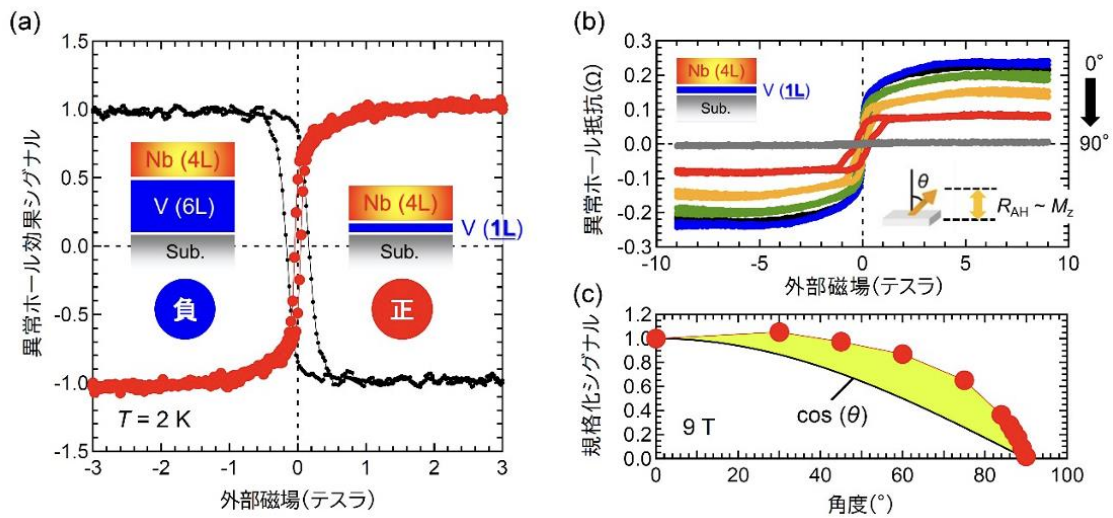 (a)
異常ホール効果シグナル
1.5
1.0
0.5
0.0
-0.5
-1.0
-1.5
Nb (4L)
V (6L)
Sub.
負
Nb (4L)
V (1L)
Sub.
正
T = 2 K
-3 -2 -1 0 1 2 3
外部磁場(テスラ)
(b)
異常ホール抵抗(Ω)
0.3
0.2
0.1
-0.0
-0.1
-0.2
-0.3
Nb (4L)
V (1L)
Sub.
0°
90°
θ
R_AH ~ M_z
-10 -5 0 5 10
外部磁場(テスラ)
(c)
規格化シグナル
1.2
1.0
0.8
0.6
0.4
0.2
0.0
cos (θ)
9 T
0 20 40 60 80 100
角度(°)